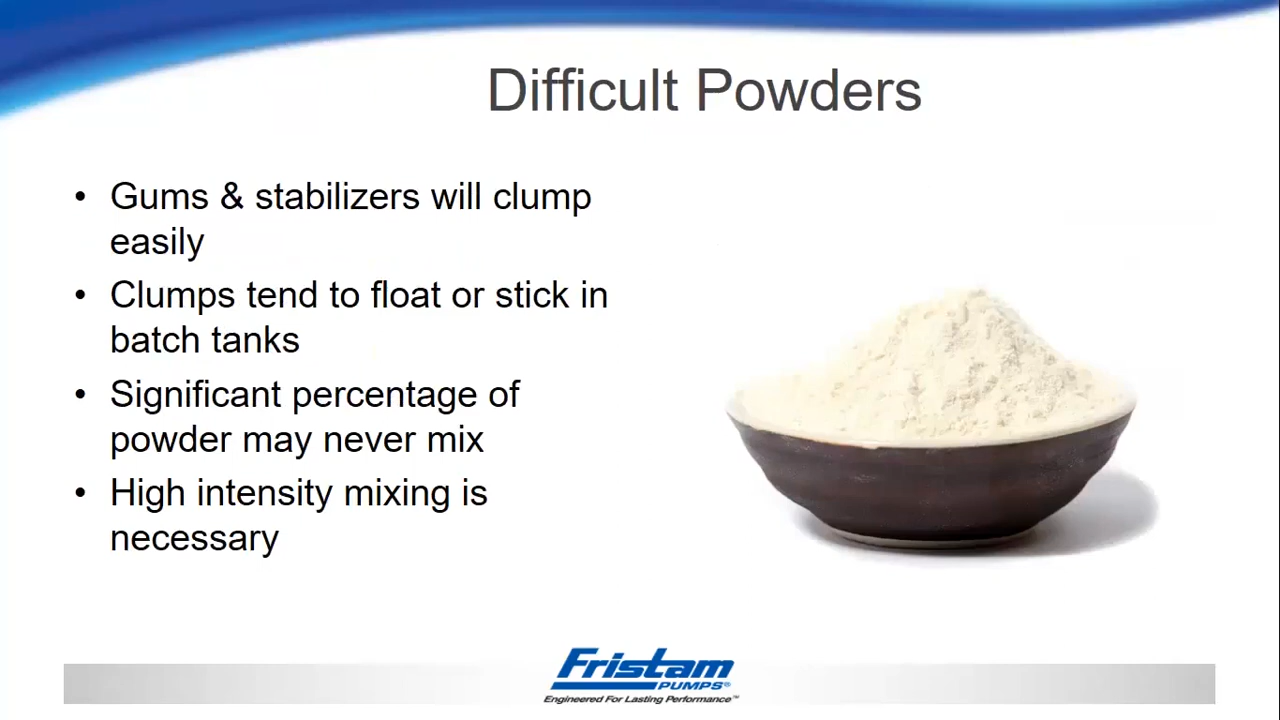 Difficult Powders
• Gums & stabilizers will clump
easily
• Clumps tend to float or stick in
batch tanks
• Significant percentage of
powder may never mix
• High intensity mixing is
necessary
Fristam
PUMPS®
Engineered For Lasting Performance™